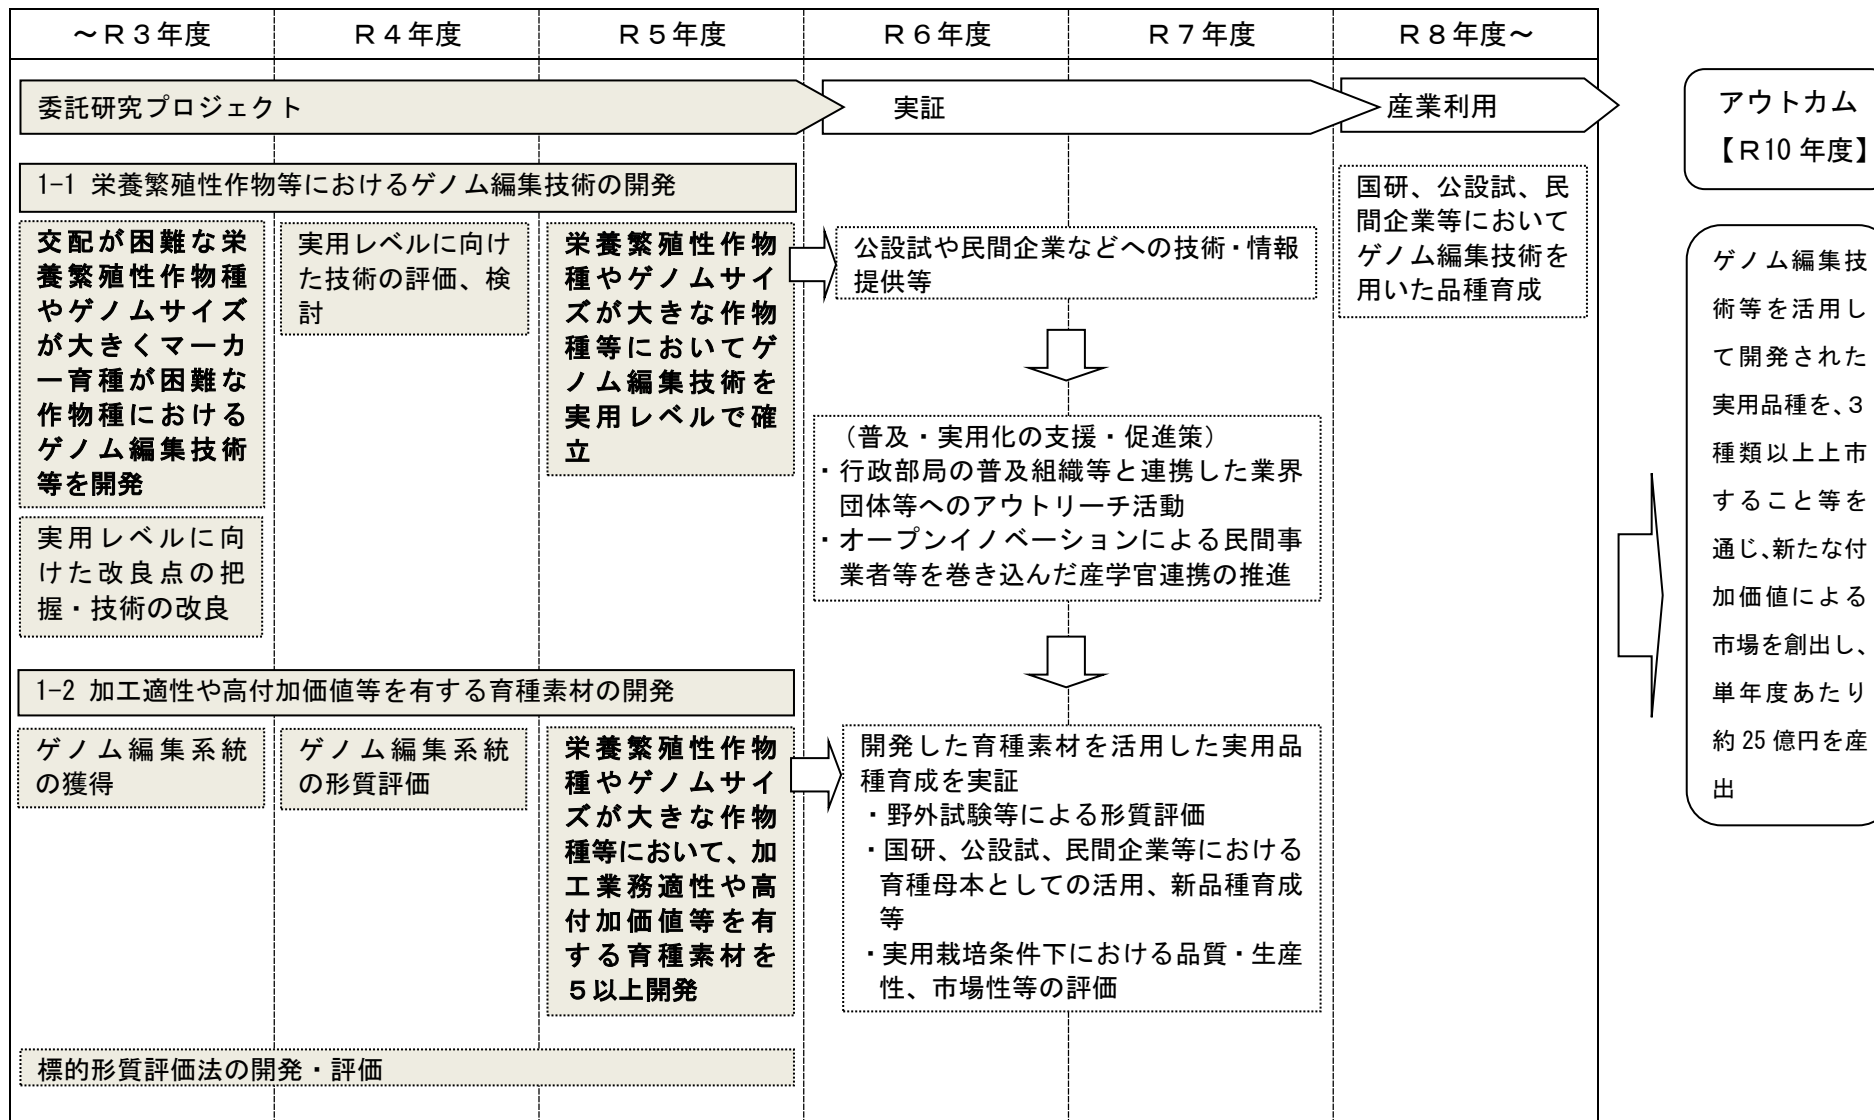 ～Ｒ３年度
Ｒ４年度
Ｒ５年度
Ｒ６年度
Ｒ７年度
Ｒ８年度～
委託研究プロジェクト
実証
産業利用
1-1 栄養繁殖性作物等におけるゲノム編集技術の開発
交配が困難な栄
養繁殖性作物種
やゲノムサイズ
が大きくマーカ
ー育種が困難な
作物種における
ゲノム編集技術
等を開発
実用レベルに向
けた改良点の把
握・技術の改良
実用レベルに向け
た技術の評価、検
討
栄養繁殖性作物
種やゲノムサイ
ズが大きな作物
種等においてゲ
ノム編集技術を
実用レベルで確
立
公設試や民間企業などへの技術・情報
提供等
（普及・実用化の支援・促進策）
・行政部局の普及組織等と連携した業界
団体等へのアウトリーチ活動
・オープンイノベーションによる民間事
業者等を巻き込んだ産学官連携の推進
国研、公設試、民
間企業等において
ゲノム編集技術を
用いた品種育成
1-2 加工適性や高付加価値等を有する育種素材の開発
ゲノム編集系統
の獲得
ゲノム編集系統
の形質評価
栄養繁殖性作物
種やゲノムサイ
ズが大きな作物
種等において、加
工業務適性や高
付加価値等を有
する育種素材を
５以上開発
開発した育種素材を活用した実用品
種育成を実証
・野外試験等による形質評価
・国研、公設試、民間企業等における
育種母本としての活用、新品種育成
等
・実用栽培条件下における品質・生産
性、市場性等の評価
標的形質評価法の開発・評価
アウトカム
【Ｒ10 年度】
ゲノム編集技
術等を活用し
て開発された
実用品種を、３
種類以上上市
すること等を
通じ、新たな付
加価値による
市場を創出し、
単年度あたり
約 25 億円を産
出